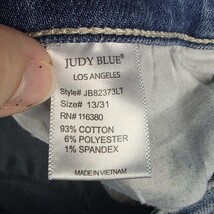 JUDY BLUE®
LOS ANGELES
Style# JB82373LT
Size# 13/31
RN# 116380
93% COTTON
6% POLYESTER
1% SPANDEX
MADE IN VIETNAM